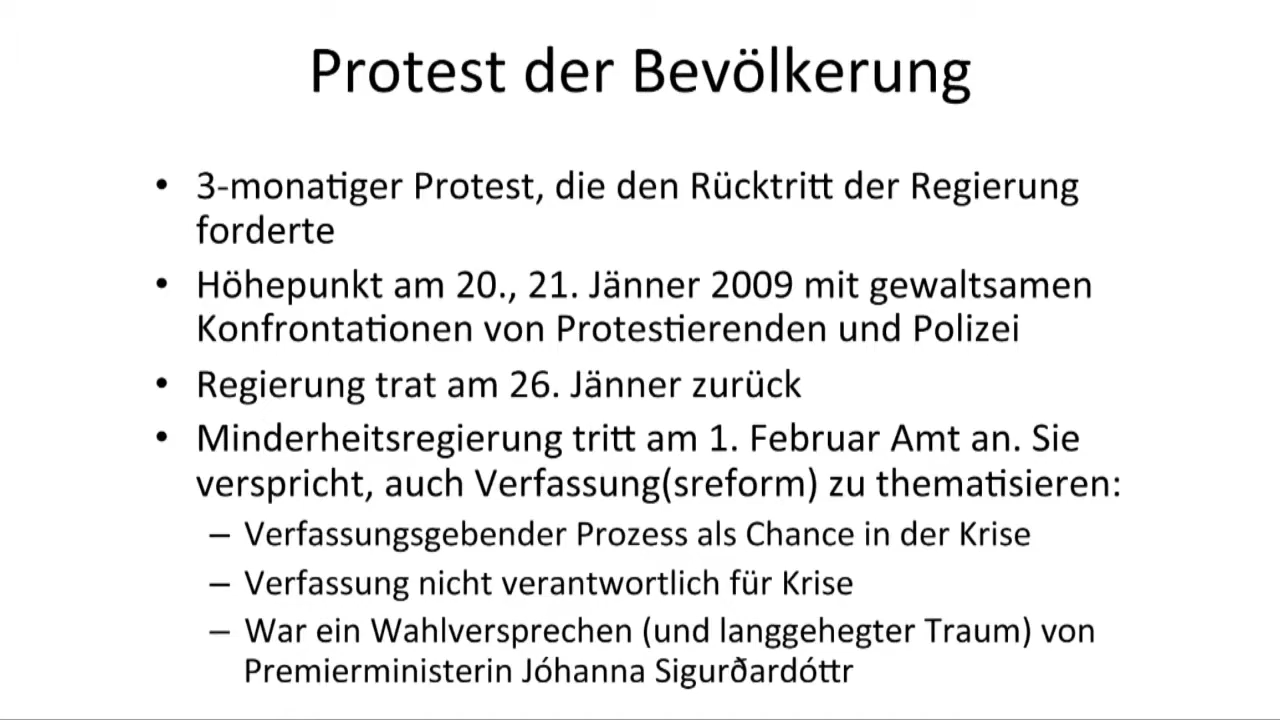 Protest der Bevölkerung
• 3-monatiger Protest, die den Rücktritt der Regierung
forderte
• Höhepunkt am 20., 21. Jänner 2009 mit gewaltsamen
Konfrontationen von Protestierenden und Polizei
• Regierung trat am 26. Jänner zurück
• Minderheitsregierung tritt am 1. Februar Amt an. Sie
verspricht, auch Verfassung(sreform) zu thematisieren:
– Verfassungsgebender Prozess als Chance in der Krise
– Verfassung nicht verantwortlich für Krise
– War ein Wahlversprechen (und langgehegter Traum) von
Premierministerin Jóhanna Sigurðardóttr